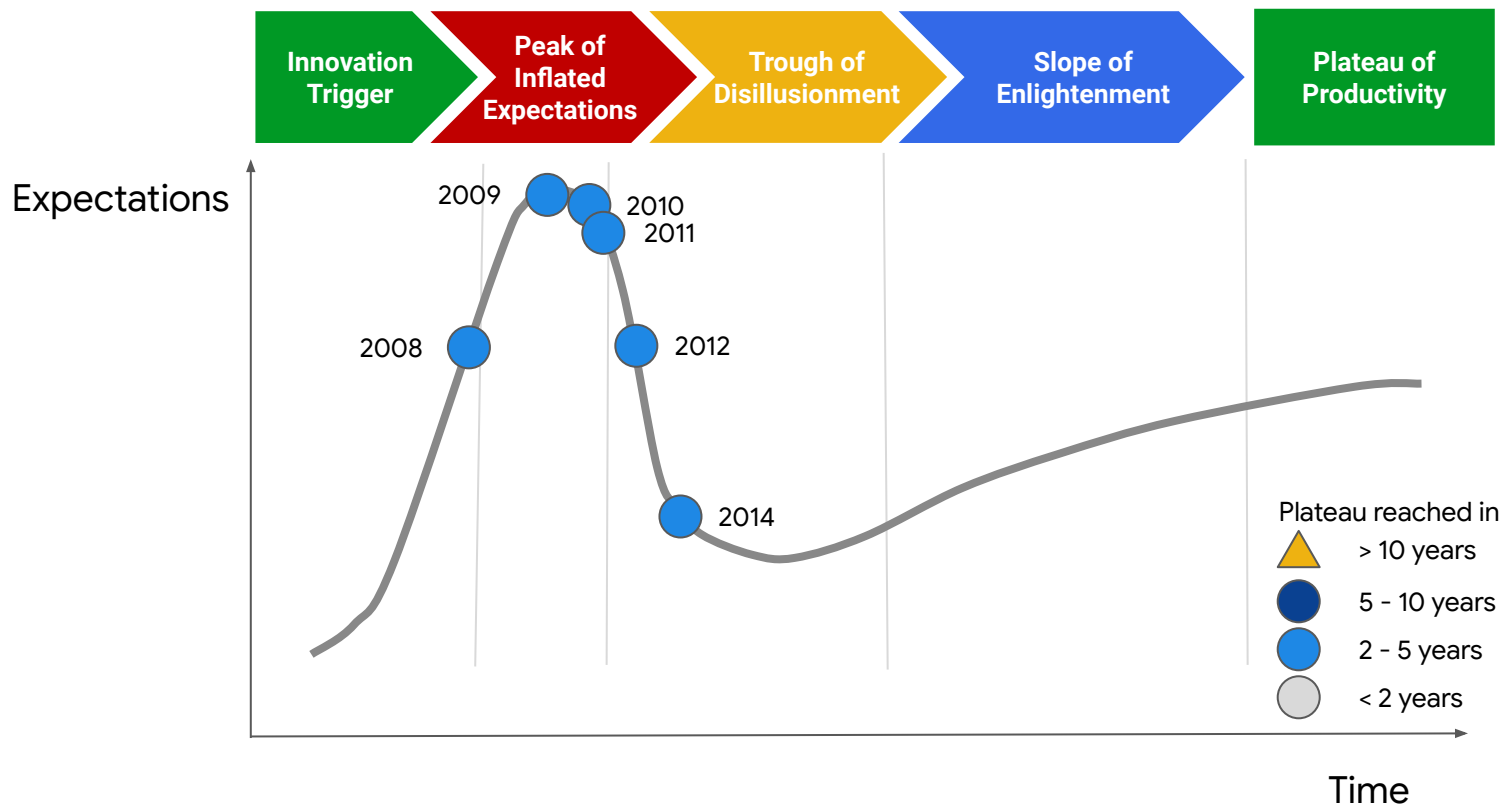 Innovation
Trigger
Peak of
Inflated
Expectations
Trough of
Disillusionment
Slope of
Enlightenment
Plateau of
Productivity
Expectations
2009
2010
2011
2008
2012
2014
Plateau reached in
> 10 years
5 - 10 years
2 - 5 years
< 2 years
Time